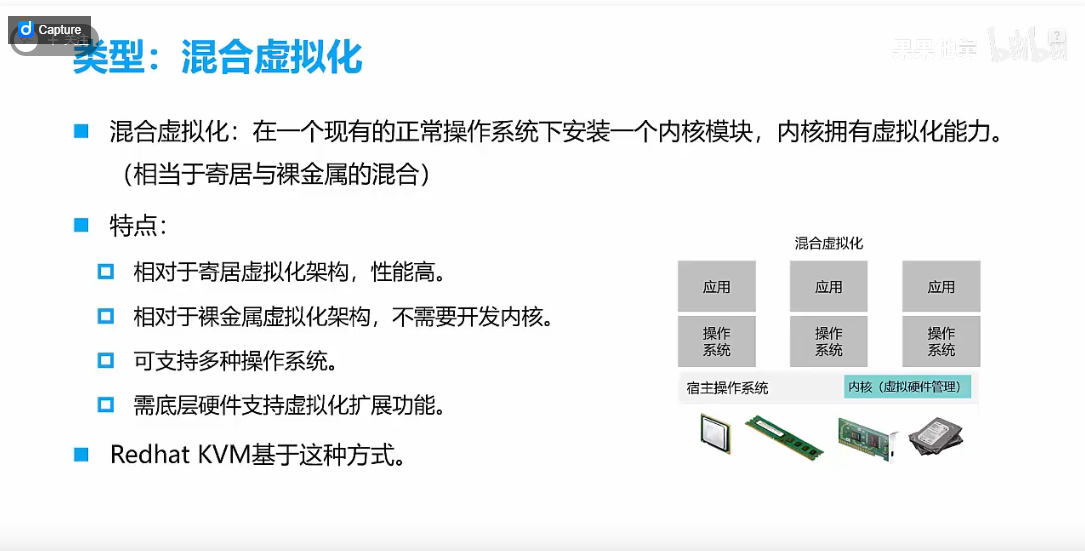 Capture
类型：混合虚拟化
bilibili
混合虚拟化：在一个现有的正常操作系统下安装一个内核模块，内核拥有虚拟化能力。
（相当于寄居与裸金属的混合）
特点：
相对于寄居虚拟化架构，性能高。
相对于裸金属虚拟化架构，不需要开发内核。
可支持多种操作系统。
需底层硬件支持虚拟化扩展功能。
Redhat KVM基于这种方式。
混合虚拟化
应用 应用 应用
操作 操作 操作
系统 系统 系统
宿主操作系统 内核（虚拟硬件管理）